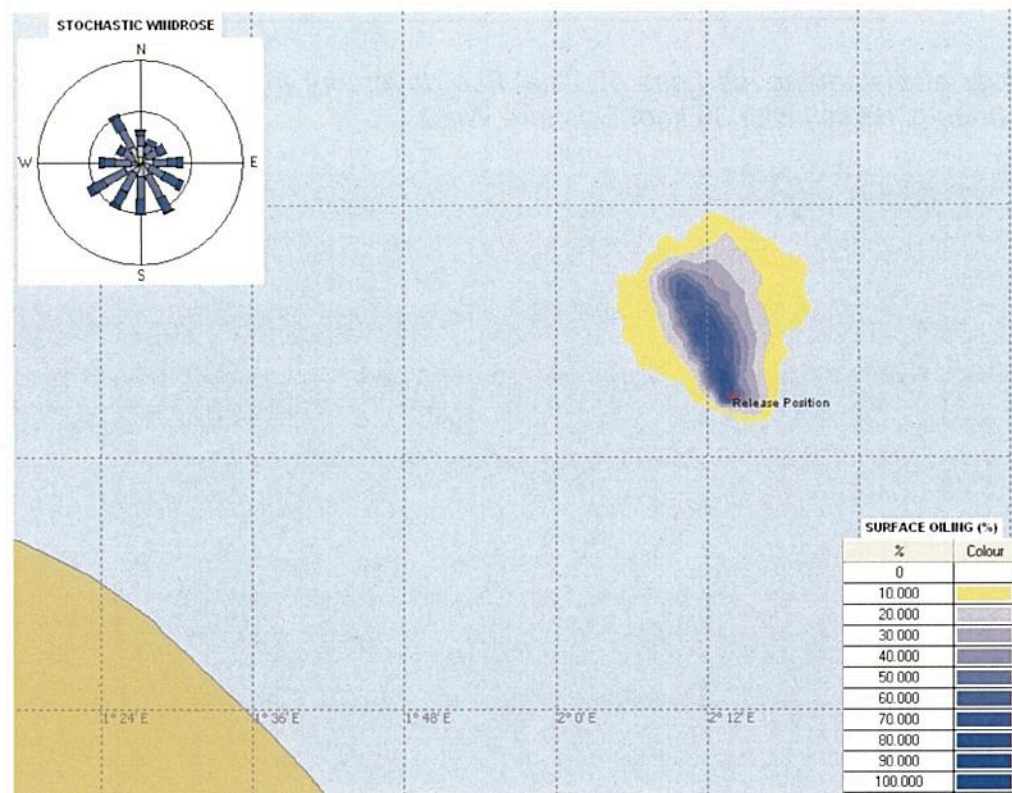 STOCHASTIC WINDROSE
N
W
E
S
Release Position
SURFACE OILING (%)
% Colour
0
10.000
20.000
30.000
40.000
50.000
60.000
70.000
80.000
90.000
100.000
1° 24' E
1° 36' E
1° 48' E
2° 0' E
2° 12' E